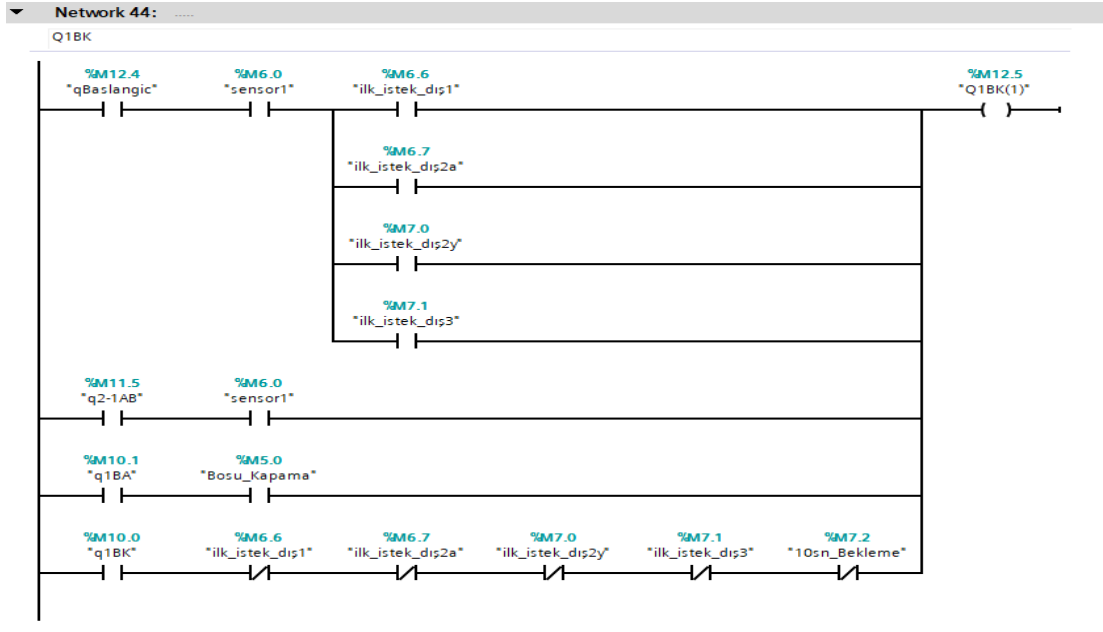 Network 44: .....
Q1BK
%M12.4 %M6.0 %M6.6 %M12.5
"qBaslangic" "sensor1" "ilk_istek_dış1" "Q1BK(1)"
%M6.7
"ilk_istek_dış2a"
%M7.0
"ilk_istek_dış2y"
%M7.1
"ilk_istek_dış3"
%M11.5 %M6.0
"q2-1AB" "sensor1"
%M10.1 %M5.0
"q1BA" "Bosu_Kapama"
%M10.0 %M6.6 %M6.7 %M7.0 %M7.1 %M7.2
"q1BK" "ilk_istek_dış1" "ilk_istek_dış2a" "ilk_istek_dış2y" "ilk_istek_dış3" "10sn_Bekleme"